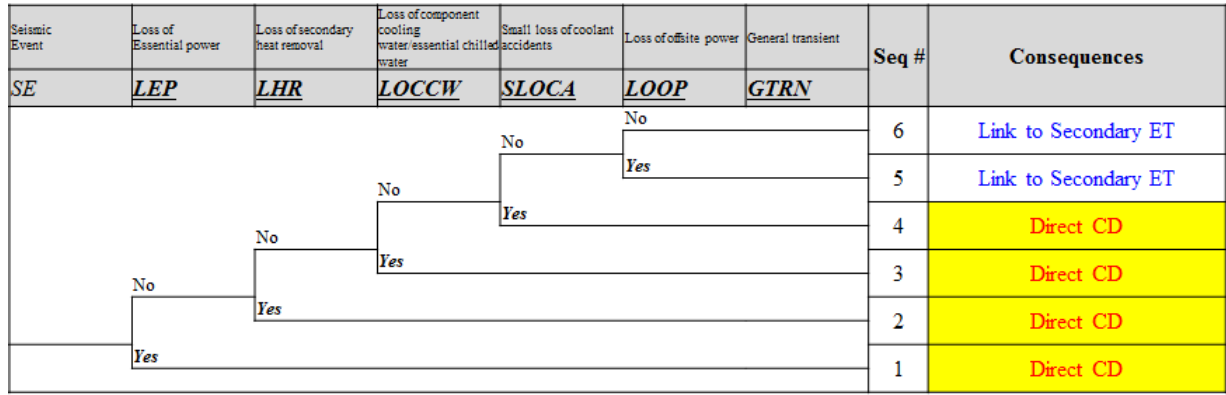 Seismic
Event
Loss of
Essential power
Loss of secondary
heat removal
Loss of component
cooling
water/essential chilled
water
Small loss of coolant
accidents
Loss of offsite power
General transient
Seq #
Consequences
SE
LEP
LHR
LOCCW
SLOCA
LOOP
GTRN
No
6
Link to Secondary ET
No
Yes
5
Link to Secondary ET
No
Yes
4
Direct CD
No
Yes
3
Direct CD
No
Yes
2
Direct CD
Yes
1
Direct CD